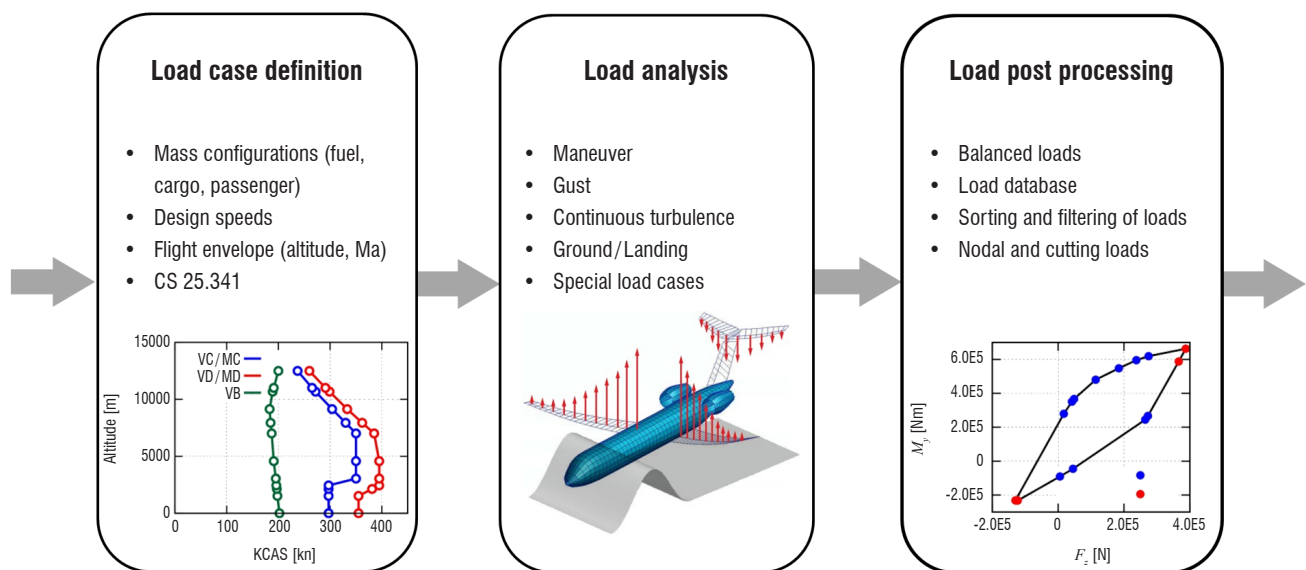 Load case definition
• Mass configurations (fuel,
cargo, passenger)
• Design speeds
• Flight envelope (altitude, Ma)
• CS 25.341
15000
10000
5000
0
Altitude [m]
VC/MC
VD/MD
VB
0 100 200 300 400
KCAS [kn]
Load analysis
• Maneuver
• Gust
• Continuous turbulence
• Ground/Landing
• Special load cases
Load post processing
• Balanced loads
• Load database
• Sorting and filtering of loads
• Nodal and cutting loads
6.0E5
4.0E5
2.0E5
0
-2.0E5
My [Nm]
-2.0E5 0 2.0E5 4.0E5
Fz [N]